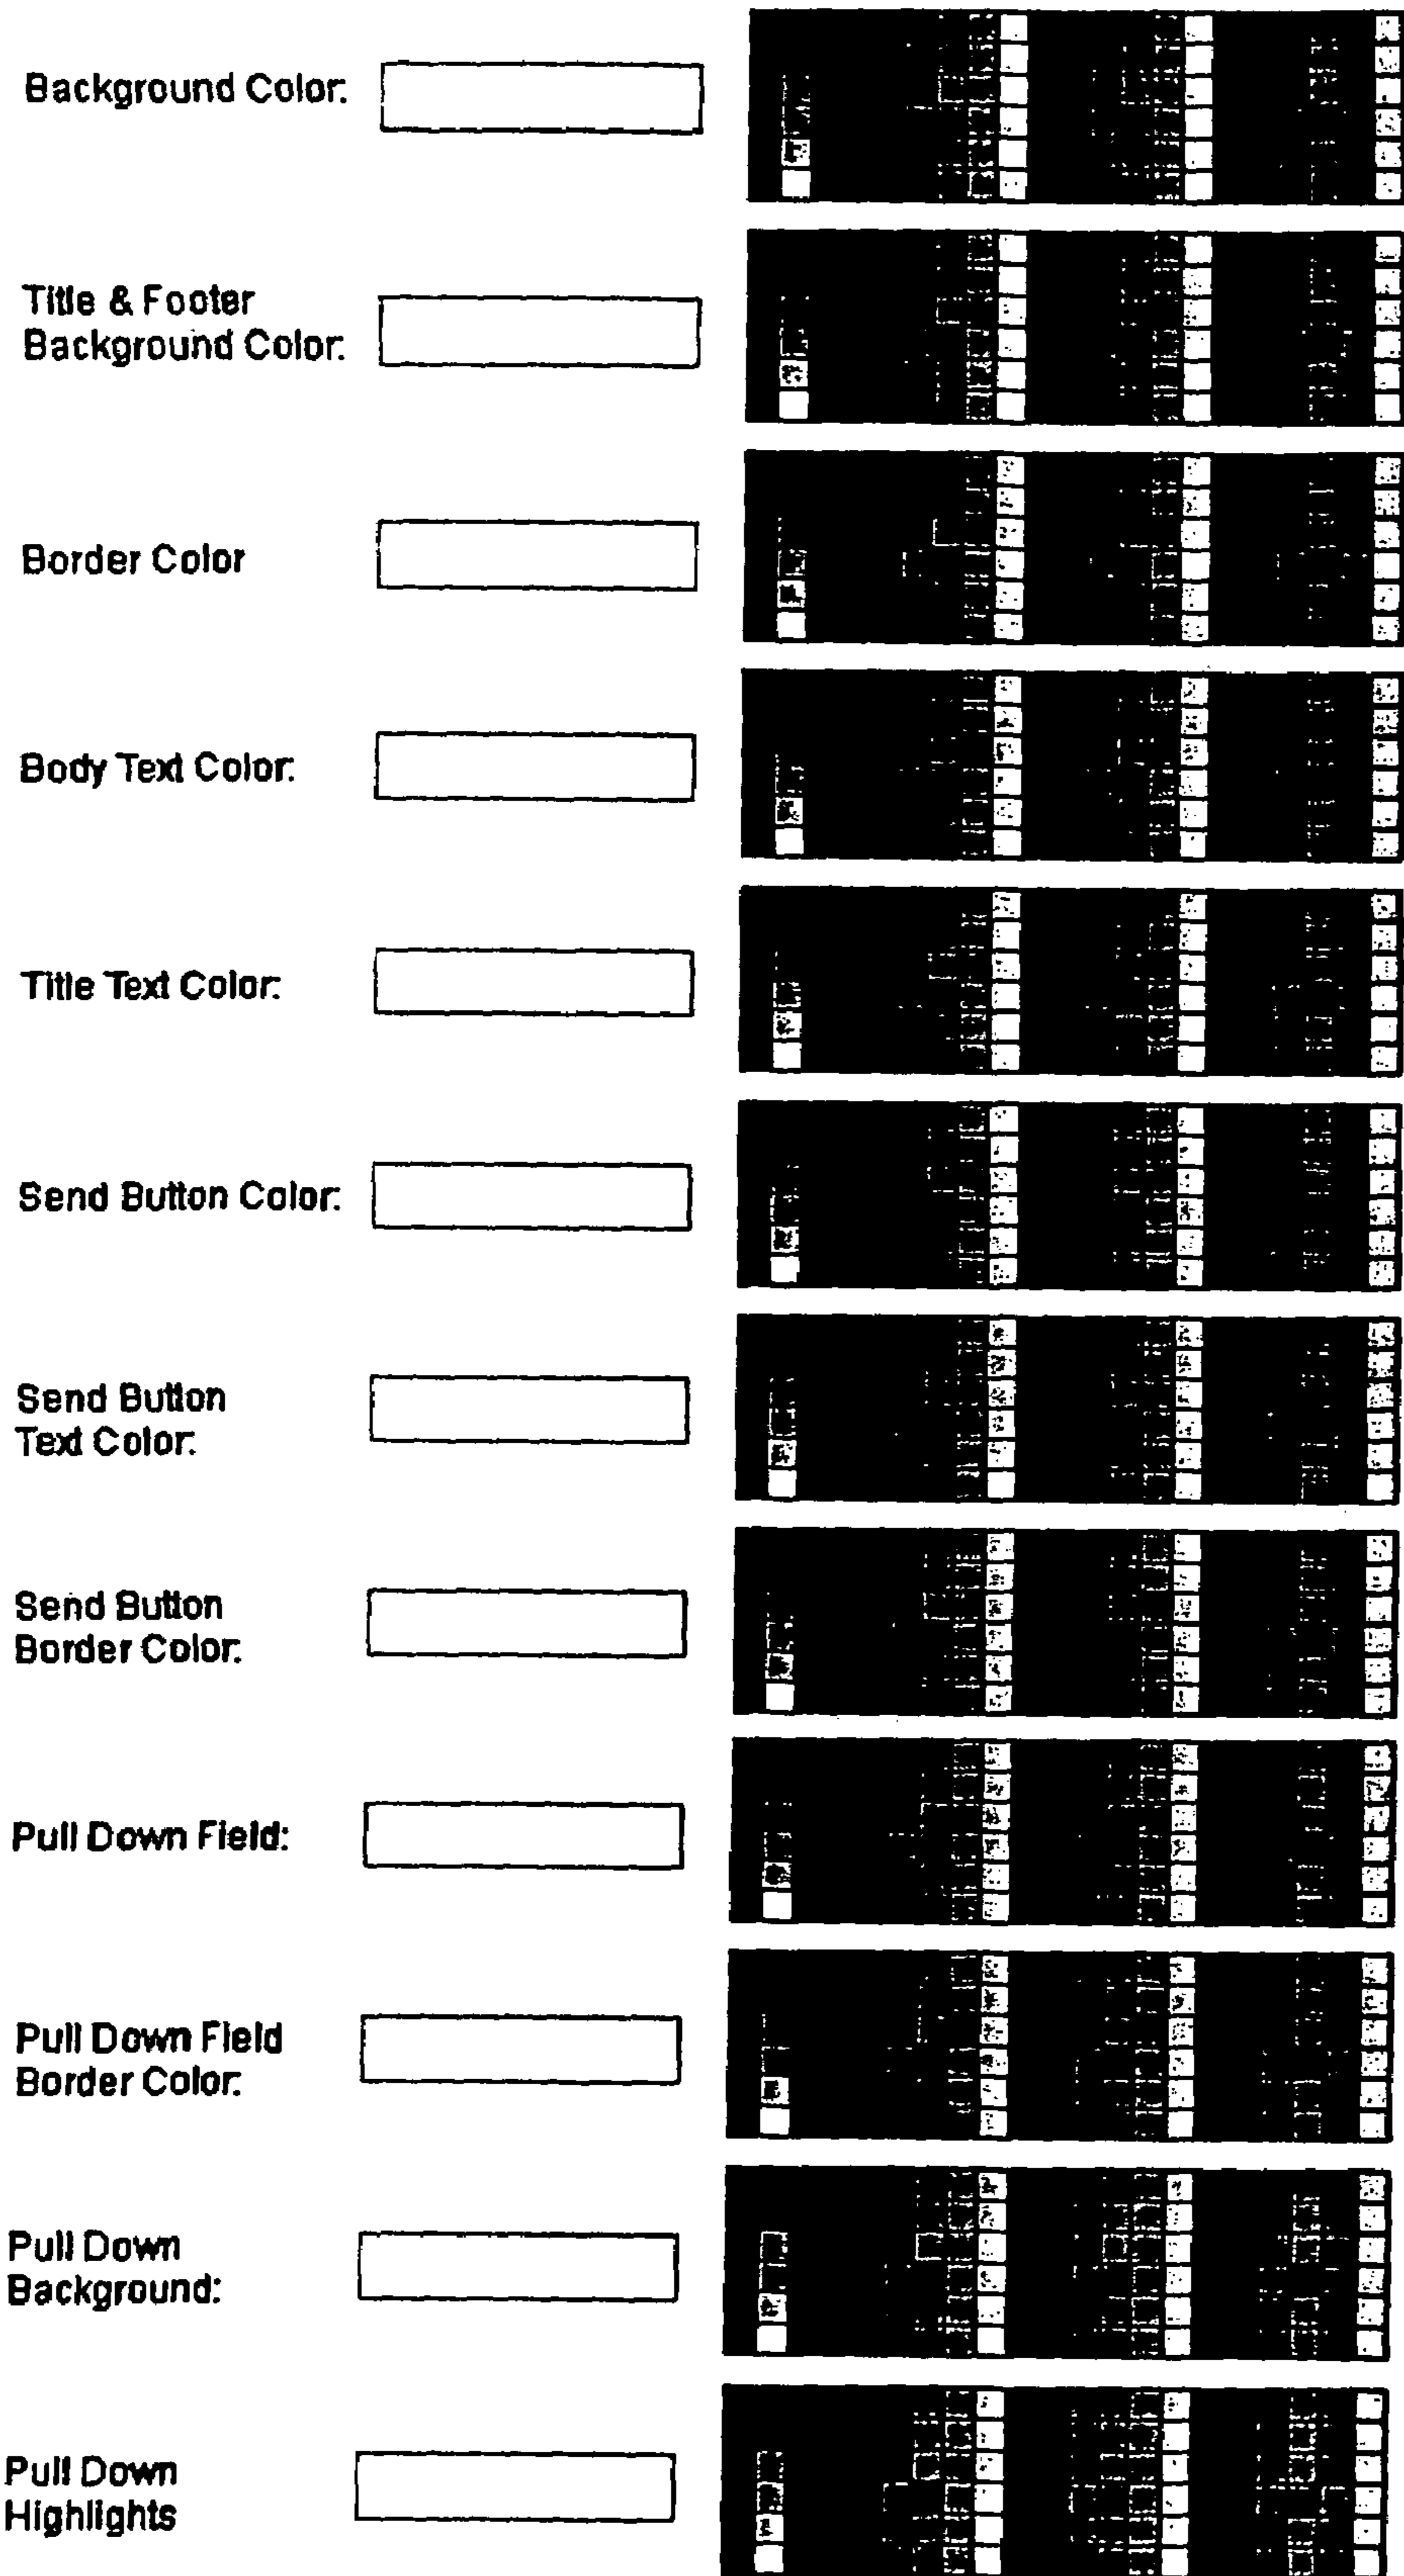 Background Color:
Title & Footer
Background Color:
Border Color
Body Text Color:
Title Text Color:
Send Button Color:
Send Button
Text Color:
Send Button
Border Color:
Pull Down Field:
Pull Down Field
Border Color:
Pull Down
Background:
Pull Down
Highlights